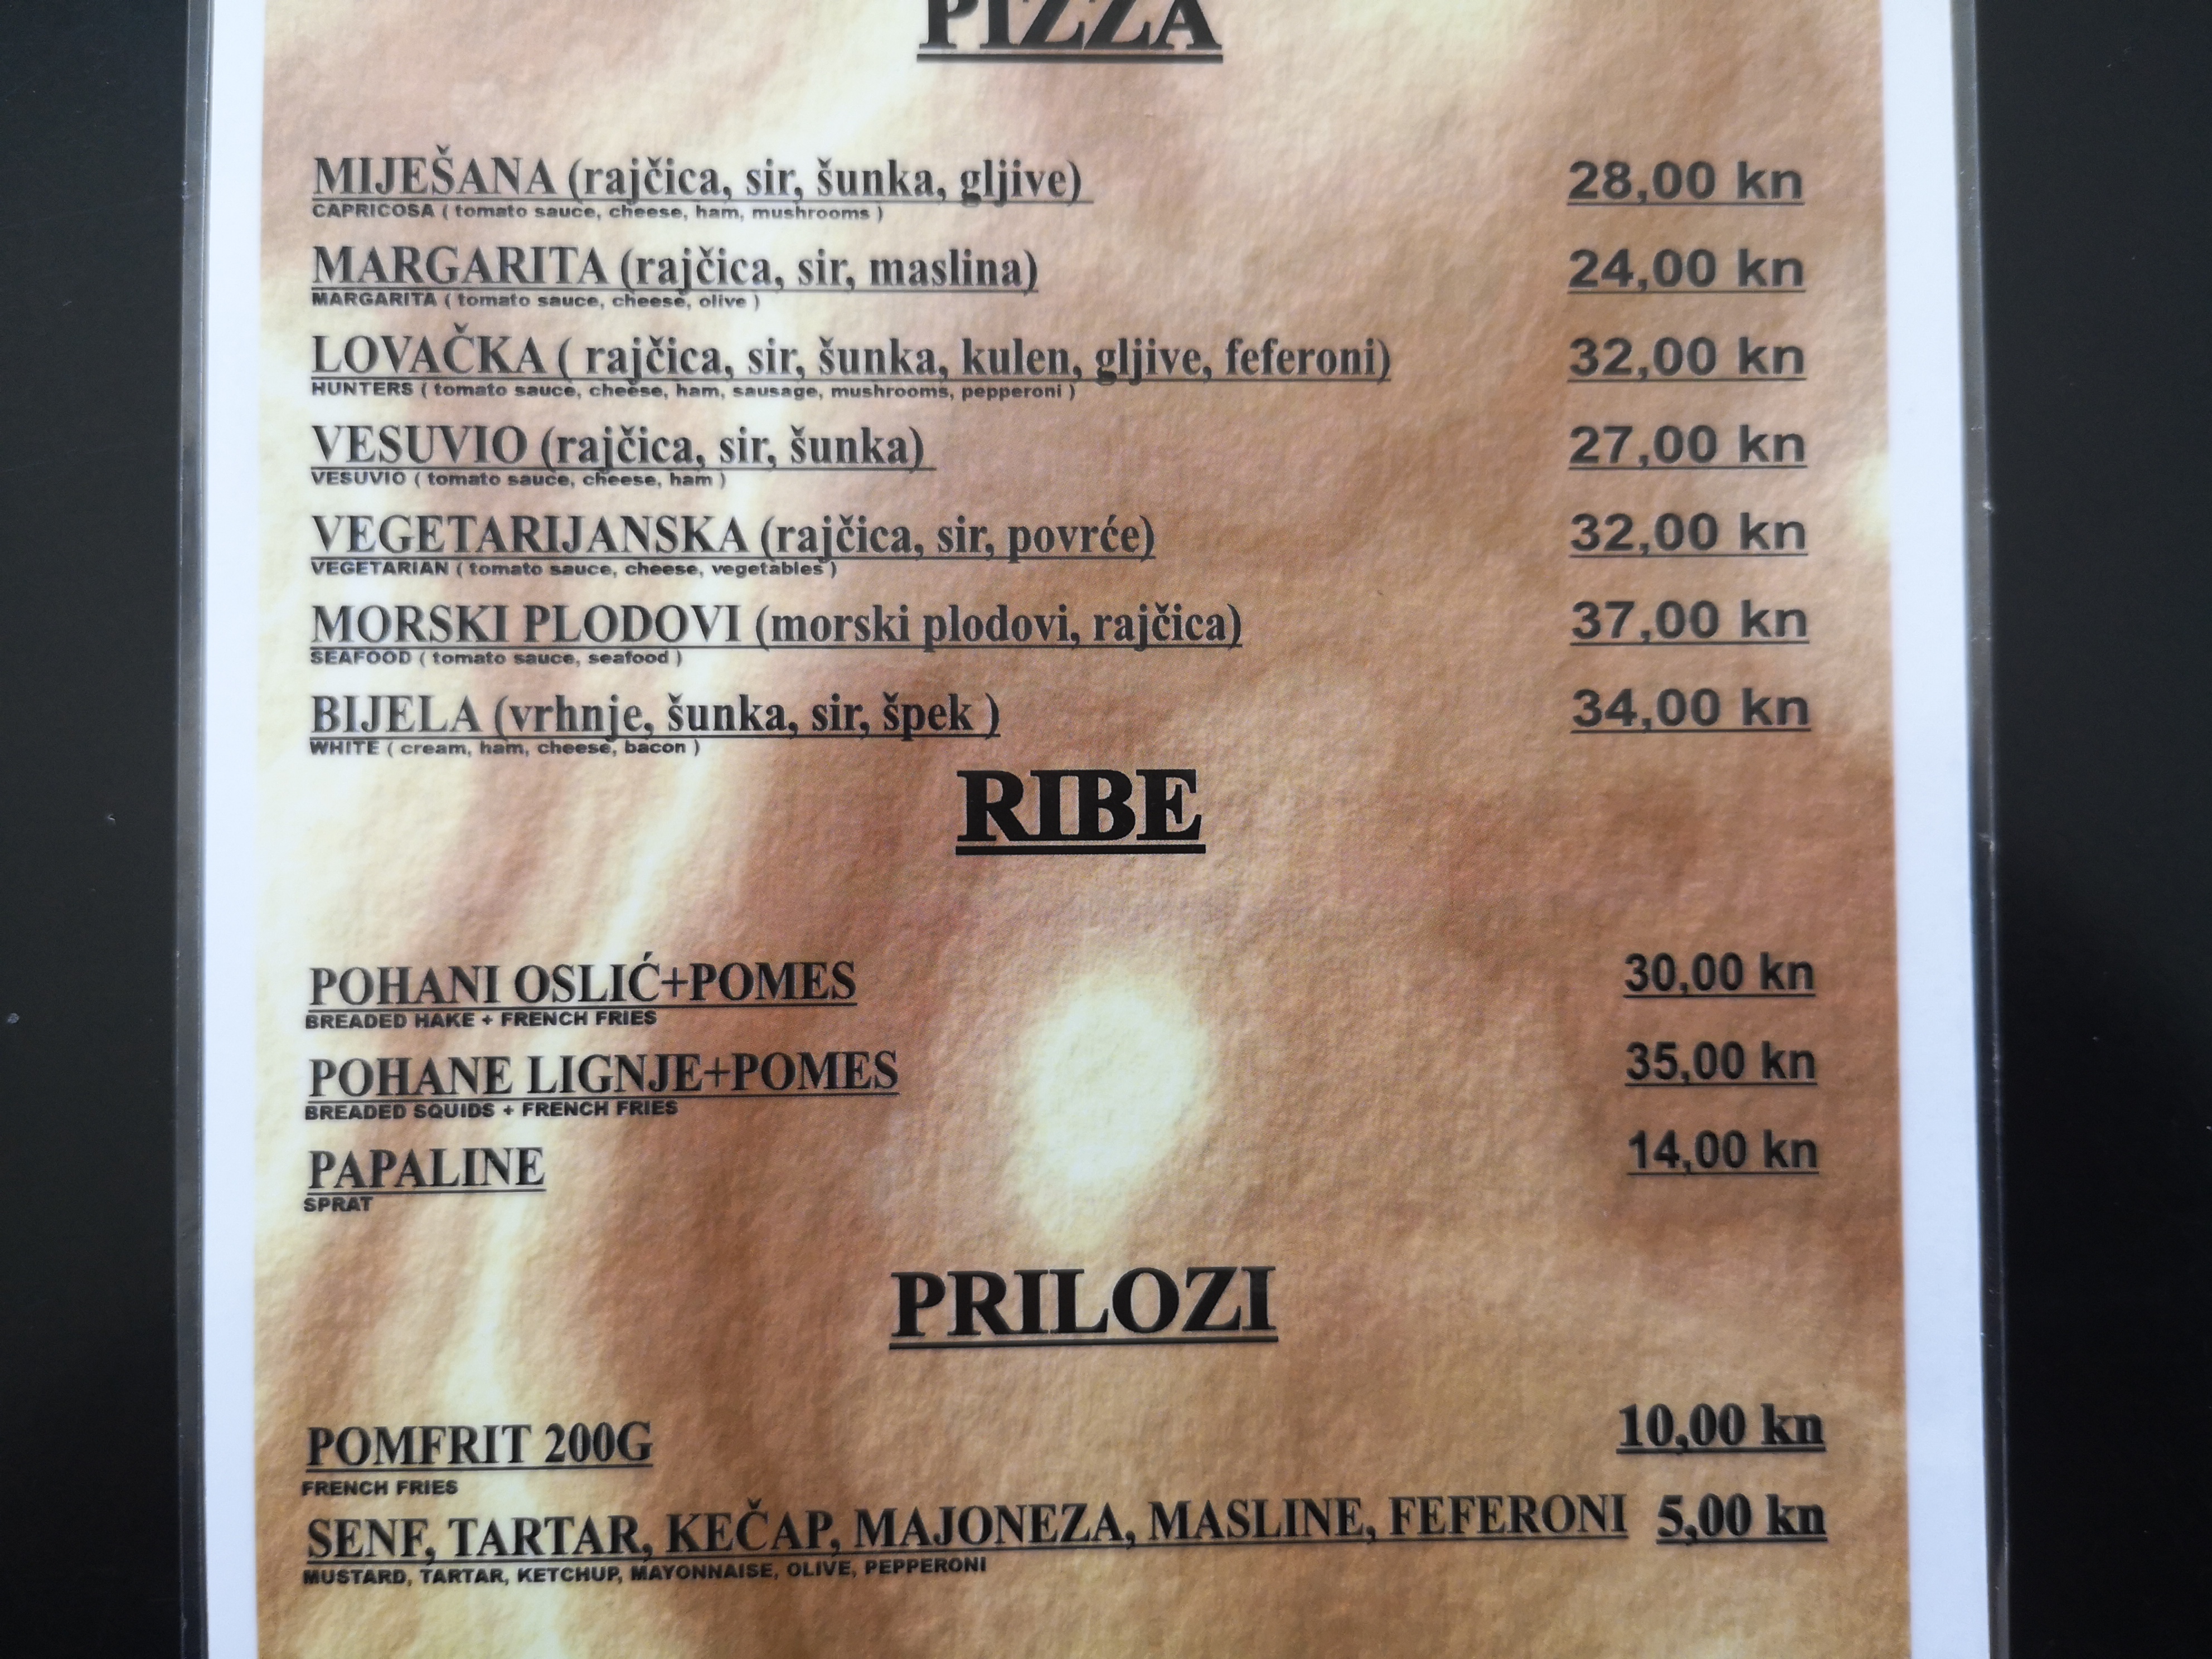 PIZZA
MIJEŠANA (rajčica, sir, šunka, gljive) 28,00 kn
CAPRICOSA ( tomato sauce, cheese, ham, mushrooms )
MARGARITA (rajčica, sir, maslina) 24,00 kn
MARGARITA ( tomato sauce, cheese, olive )
LOVAČKA ( rajčica, sir, šunka, kulen, gljive, feferoni) 32,00 kn
HUNTERS ( tomato sauce, cheese, ham, sausage, mushrooms, pepperoni )
VESUVIO (rajčica, sir, šunka) 27,00 kn
VESUVIO ( tomato sauce, cheese, ham )
VEGETARIJANSKA (rajčica, sir, povrće) 32,00 kn
VEGETARIAN ( tomato sauce, cheese, vegetables )
MORSKI PLODOVI (morski plodovi, rajčica) 37,00 kn
SEAFOOD ( tomato sauce, seafood )
BIJELA (vrhnje, šunka, sir, špek ) 34,00 kn
WHITE ( cream, ham, cheese, bacon )
RIBE
POHANI OSLIĆ+POMES 30,00 kn
BREADED HAKE + FRENCH FRIES
POHANE LIGNJE+POMES 35,00 kn
BREADED SQUIDS + FRENCH FRIES
PAPALINE 14,00 kn
SPRAT
PRILOZI
POMFRIT 200G 10,00 kn
FRENCH FRIES
SENF, TARTAR, KEČAP, MAJONEZA, MASLINE, FEFERONI 5,00 kn
MUSTARD, TARTAR, KETCHUP, MAYONNAISE, OLIVE, PEPPERONI